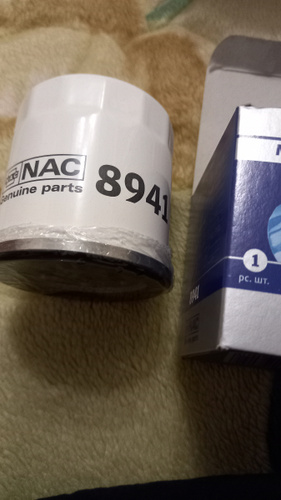 NAC
Genuine parts
8941
1
pc. шт.